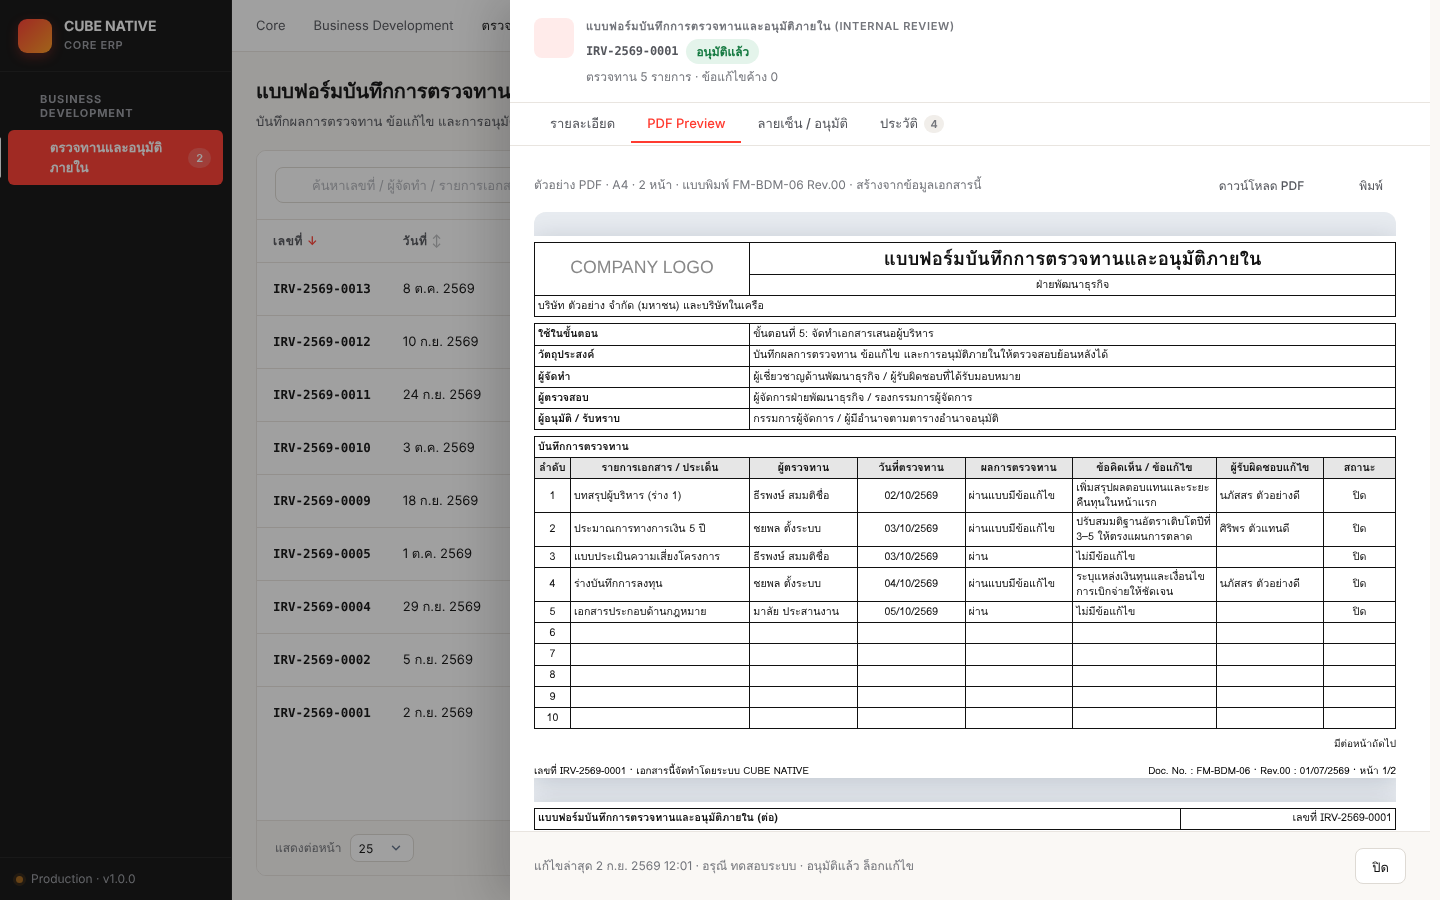 CUBE NATIVE
CORE ERP
BUSINESS
DEVELOPMENT
ตรวจทานและอนุมัติ
ภายใน
2
Production · v1.0.0
Core Business Development ตรวจ
แบบฟอร์มบันทึกการตรวจทาน
บันทึกผลการตรวจทาน ข้อแก้ไข และการอนุมั
ค้นหาเลขที่ / ผู้จัดทำ / รายการเอกส
เลขที่ วันที่
IRV-2569-0013 8 ต.ค. 2569
IRV-2569-0012 10 ก.ย. 2569
IRV-2569-0011 24 ก.ย. 2569
IRV-2569-0010 3 ต.ค. 2569
IRV-2569-0009 18 ก.ย. 2569
IRV-2569-0005 1 ต.ค. 2569
IRV-2569-0004 29 ก.ย. 2569
IRV-2569-0002 5 ก.ย. 2569
IRV-2569-0001 2 ก.ย. 2569
แสดงต่อหน้า 25
แบบฟอร์มบันทึกการตรวจทานและอนุมัติภายใน (INTERNAL REVIEW)
IRV-2569-0001 อนุมัติแล้ว
ตรวจทาน 5 รายการ · ข้อแก้ไขค้าง 0
รายละเอียด PDF Preview ลายเซ็น / อนุมัติ ประวัติ 4
ตัวอย่าง PDF · A4 · 2 หน้า · แบบพิมพ์ FM-BDM-06 Rev.00 · สร้างจากข้อมูลเอกสารนี้ ดาวน์โหลด PDF พิมพ์
COMPANY LOGO
แบบฟอร์มบันทึกการตรวจทานและอนุมัติภายใน
ฝ่ายพัฒนาธุรกิจ
บริษัท ตัวอย่าง จำกัด (มหาชน) และบริษัทในเครือ
ใช้ในขั้นตอน ขั้นตอนที่ 5: จัดทำเอกสารเสนอผู้บริหาร
วัตถุประสงค์ บันทึกผลการตรวจทาน ข้อแก้ไข และการอนุมัติภายในให้ตรวจสอบย้อนหลังได้
ผู้จัดทำ ผู้เชี่ยวชาญด้านพัฒนาธุรกิจ / ผู้รับผิดชอบที่ได้รับมอบหมาย
ผู้ตรวจสอบ ผู้จัดการฝ่ายพัฒนาธุรกิจ / รองกรรมการผู้จัดการ
ผู้อนุมัติ / รับทราบ กรรมการผู้จัดการ / ผู้มีอำนาจตามตารางอำนาจอนุมัติ
บันทึกการตรวจทาน
ลำดับ รายการเอกสาร / ประเด็น ผู้ตรวจทาน วันที่ตรวจทาน ผลการตรวจทาน ข้อคิดเห็น / ข้อแก้ไข ผู้รับผิดชอบแก้ไข สถานะ
1 บทสรุปผู้บริหาร (ร่าง 1) ธีรพงษ์ สมมติชื่อ 02/10/2569 ผ่านแบบมีข้อแก้ไข เพิ่มสรุปผลตอบแทนและระยะ
คืนทุนในหน้าแรก นภัสสร ตัวอย่างดี ปิด
2 ประมาณการทางการเงิน 5 ปี ชยพล ตั้งระบบ 03/10/2569 ผ่านแบบมีข้อแก้ไข ปรับสมมติฐานอัตราเติบโตปีที่
3–5 ให้ตรงแผนการตลาด ศิริพร ตัวแทนดี ปิด
3 แบบประเมินความเสี่ยงโครงการ ธีรพงษ์ สมมติชื่อ 03/10/2569 ผ่าน ไม่มีข้อแก้ไข ปิด
4 ร่างบันทึกการลงทุน ชยพล ตั้งระบบ 04/10/2569 ผ่านแบบมีข้อแก้ไข ระบุแหล่งเงินทุนและเงื่อนไข
การเบิกจ่ายให้ชัดเจน นภัสสร ตัวอย่างดี ปิด
5 เอกสารประกอบด้านกฎหมาย มาลัย ประสานงาน 05/10/2569 ผ่าน ไม่มีข้อแก้ไข ปิด
6
7
8
9
10
มีต่อหน้าถัดไป
เลขที่ IRV-2569-0001 · เอกสารนี้จัดทำโดยระบบ CUBE NATIVE Doc. No. : FM-BDM-06 · Rev.00 : 01/07/2569 · หน้า 1/2
แบบฟอร์มบันทึกการตรวจทานและอนุมัติภายใน (ต่อ) เลขที่ IRV-2569-0001
แก้ไขล่าสุด 2 ก.ย. 2569 12:01 · อรุณี ทดสอบระบบ · อนุมัติแล้ว ล็อกแก้ไข ปิด